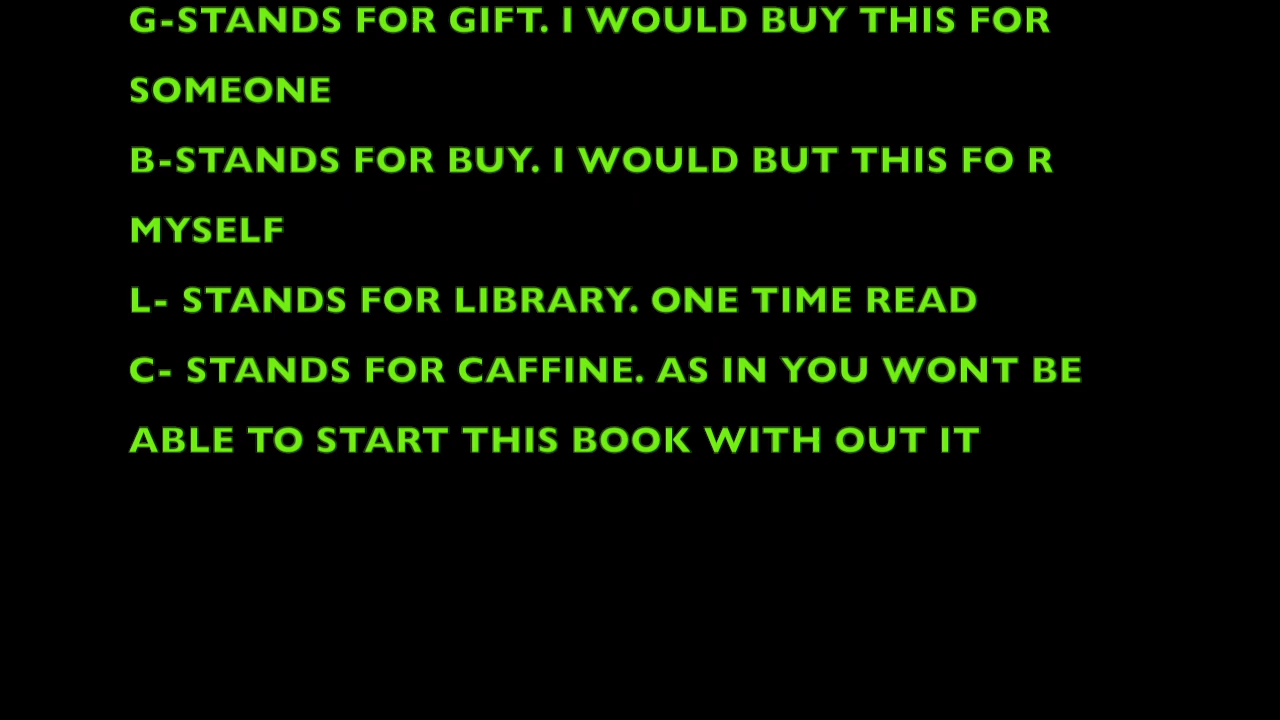 G-STANDS FOR GIFT. I WOULD BUY THIS FOR
SOMEONE
B-STANDS FOR BUY. I WOULD BUT THIS FO R
MYSELF
L- STANDS FOR LIBRARY. ONE TIME READ
C- STANDS FOR CAFFINE. AS IN YOU WONT BE
ABLE TO START THIS BOOK WITH OUT IT